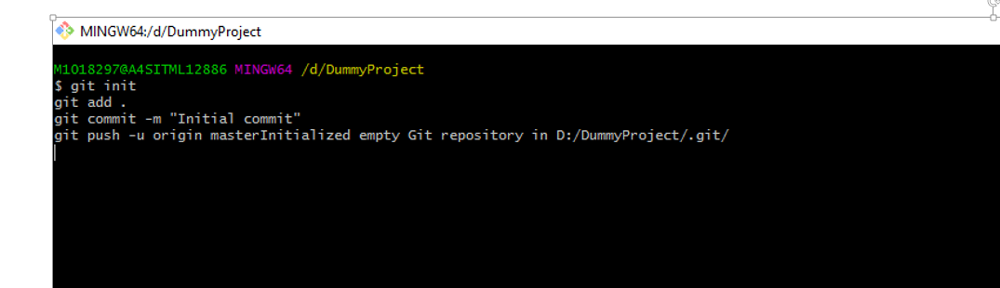 MINGW64:/d/DummyProject
M1018297@A4SITML12886 MINGW64 /d/DummyProject
$ git init
git add .
git commit -m "Initial commit"
git push -u origin masterInitialized empty Git repository in D:/DummyProject/.git/